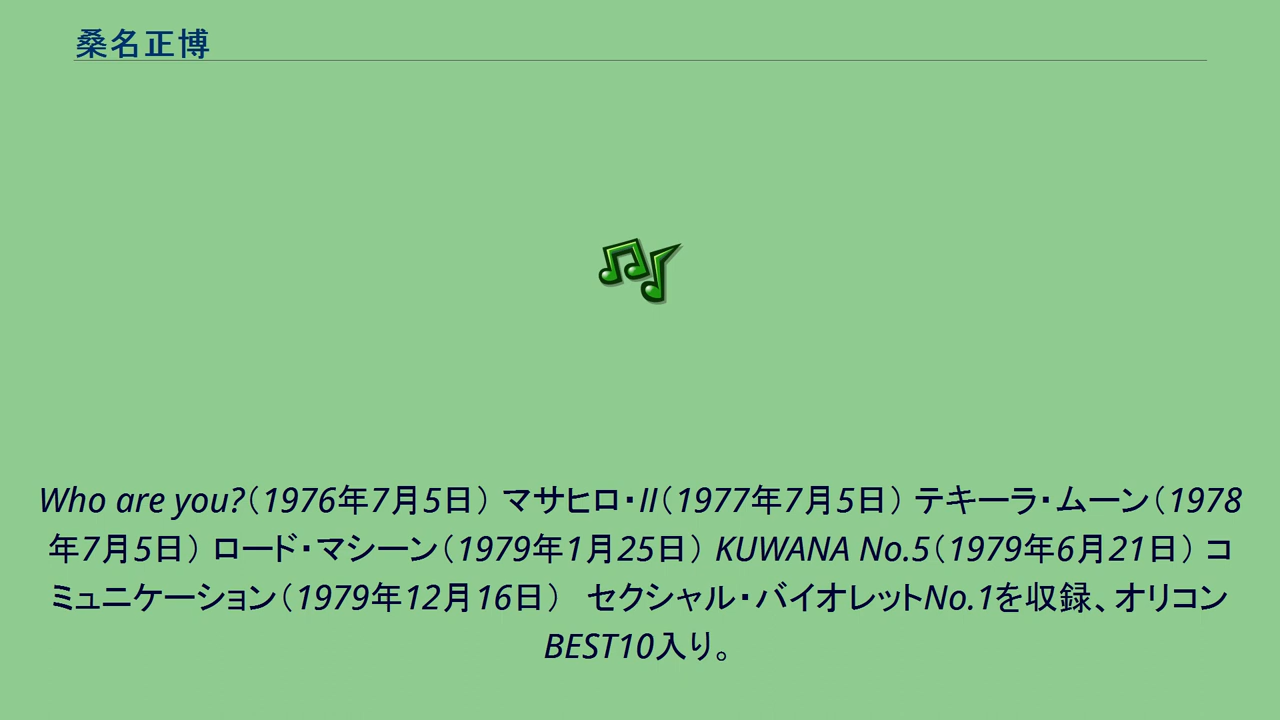 桑名正博
Who are you?（1976年7月5日） マサヒロ・II（1977年7月5日） テキーラ・ムーン（1978
年7月5日） ロード・マシーン（1979年1月25日） KUWANA No.5（1979年6月21日） コ
ミュニケーション（1979年12月16日）　セクシャル・バイオレットNo.1を収録、オリコン
BEST10入り。